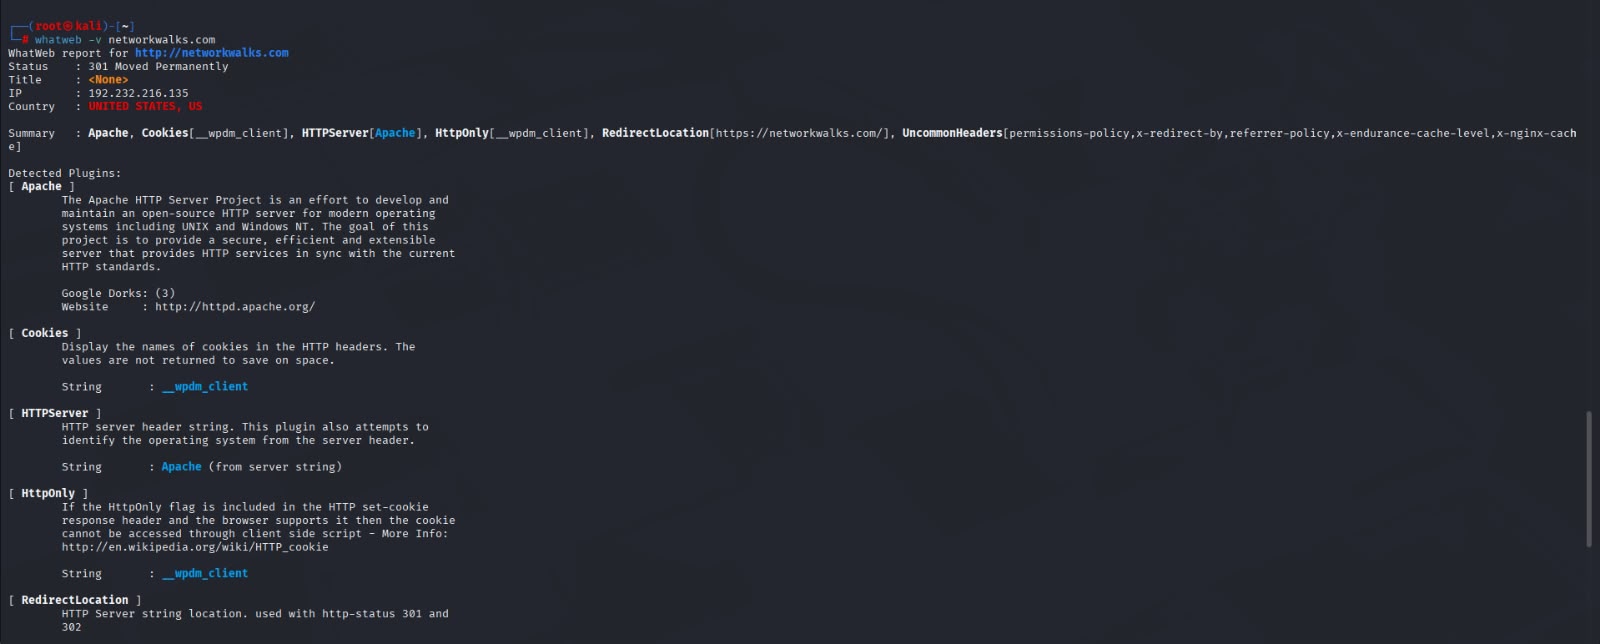 ┌──(root㉿kali)-[~]
└─# whatweb -v networkwalks.com
WhatWeb report for http://networkwalks.com
Status    : 301 Moved Permanently
Title     : <None>
IP        : 192.232.216.135
Country   : UNITED STATES, US

Summary   : Apache, Cookies[__wpdm_client], HTTPServer[Apache], HttpOnly[__wpdm_client], RedirectLocation[https://networkwalks.com/], UncommonHeaders[permissions-policy,x-redirect-by,referrer-policy,x-endurance-cache-level,x-nginx-cach
e]

Detected Plugins:
[ Apache ]
        The Apache HTTP Server Project is an effort to develop and
        maintain an open-source HTTP server for modern operating
        systems including UNIX and Windows NT. The goal of this
        project is to provide a secure, efficient and extensible
        server that provides HTTP services in sync with the current
        HTTP standards.

        Google Dorks: (3)
        Website     : http://httpd.apache.org/

[ Cookies ]
        Display the names of cookies in the HTTP headers. The
        values are not returned to save on space.

        String       : __wpdm_client

[ HTTPServer ]
        HTTP server header string. This plugin also attempts to
        identify the operating system from the server header.

        String       : Apache (from server string)

[ HttpOnly ]
        If the HttpOnly flag is included in the HTTP set-cookie
        response header and the browser supports it then the cookie
        cannot be accessed through client side script - More Info:
        http://en.wikipedia.org/wiki/HTTP_cookie

        String       : __wpdm_client

[ RedirectLocation ]
        HTTP Server string location. used with http-status 301 and
        302